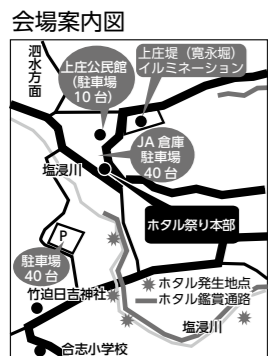 会場案内図
泗水方面
上庄公民館
(駐車場
10台)
上庄堤（寛永堀）
イルミネーション
JA倉庫
駐車場
40台
塩浸川
ホタル祭り本部
P
駐車場
40台
ホタル発生地点
竹迫日吉神社
ホタル鑑賞通路
塩浸川
合志小学校